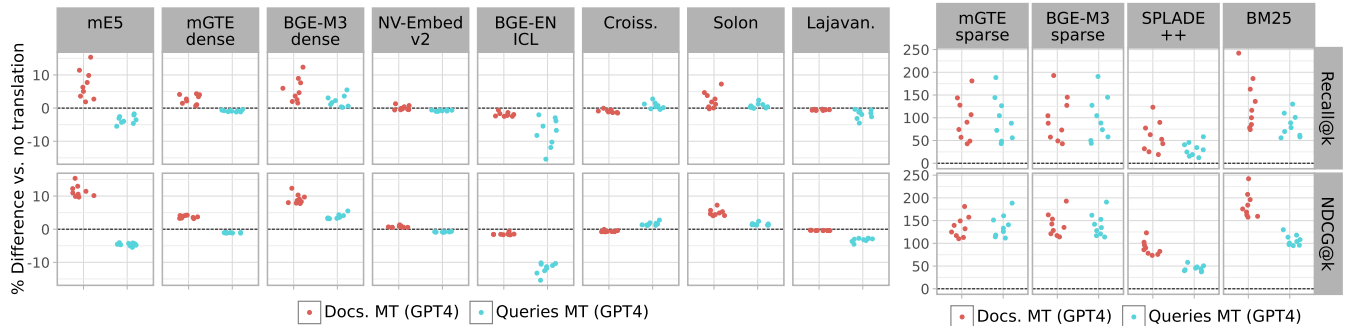 mE5
mGTE
dense
BGE-M3
dense
NV-Embed
v2
BGE-EN
ICL
Croiss.
Solon
Lajavan.
mGTE
sparse
BGE-M3
sparse
SPLADE
++
BM25
% Difference vs. no translation
10
0
-10
10
0
-10
250
200
150
100
50
0
250
200
150
100
50
0
Recall@k
NDCG@k
Docs. MT (GPT4)
Queries MT (GPT4)
Docs. MT (GPT4)
Queries MT (GPT4)